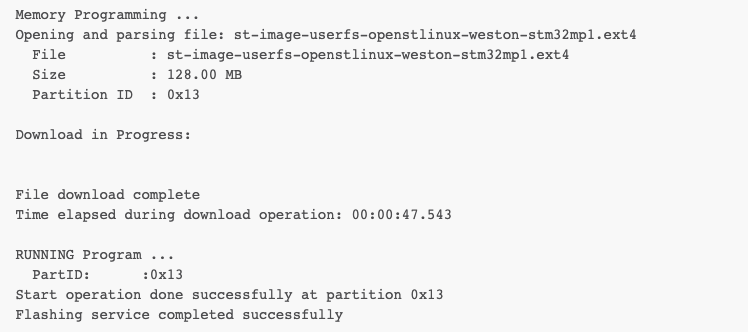 Memory Programming ...
Opening and parsing file: st-image-userfs-openstlinux-weston-stm32mp1.ext4
  File          : st-image-userfs-openstlinux-weston-stm32mp1.ext4
  Size          : 128.00 MB
  Partition ID  : 0x13

Download in Progress:

File download complete
Time elapsed during download operation: 00:00:47.543

RUNNING Program ...
  PartID:      :0x13
Start operation done successfully at partition 0x13
Flashing service completed successfully